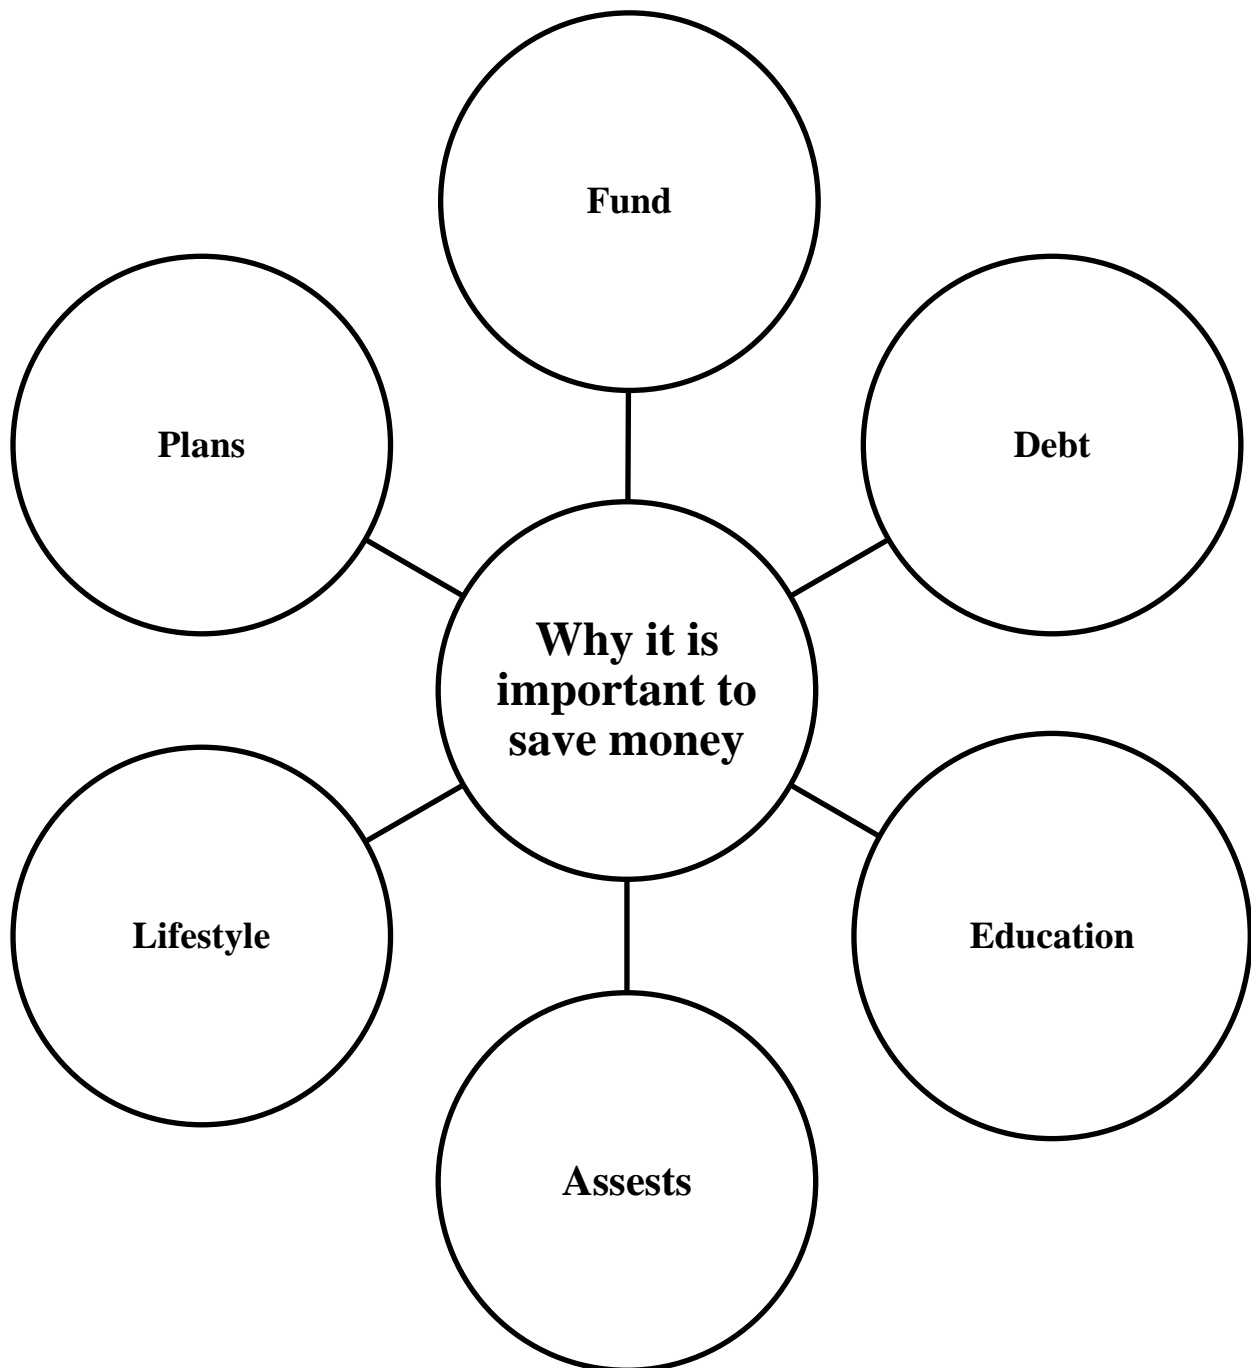 Fund
Plans
Debt
Why it is
important to
save money
Lifestyle
Education
Assests